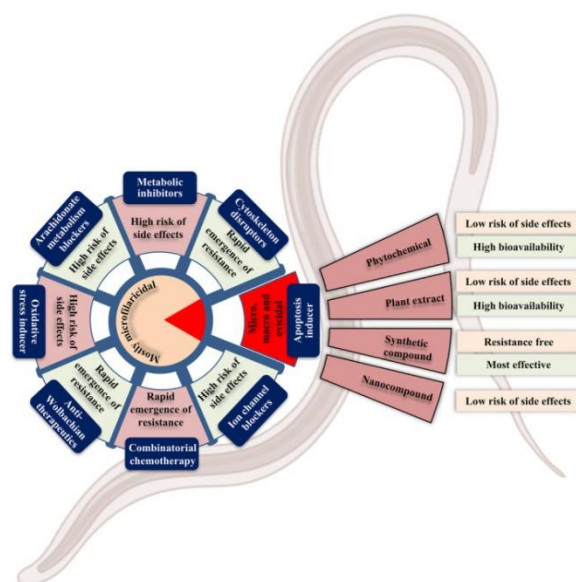 Metabolic
inhibitors
High risk of
side effects
Cytoskeleton
disruptors
Rapid
emergence of
resistance
Apoptosis
inducer
Micro,
macro and
ovicidal
Ion channel
blockers
High risk of
side effects
Combinatorial
chemotherapy
Rapid
emergence of
resistance
Anti-
Wolbachian
therapeutics
Rapid
emergence of
resistance
Oxidative
stress inducer
High risk of
side effects
Arachidonate
metabolism
blockers
High risk of
side effects
Mostly microfilaricidal
Phytochemical
Low risk of side effects
High bioavailability
Plant extract
Low risk of side effects
High bioavailability
Synthetic
compound
Resistance free
Most effective
Nanocompound
Low risk of side effects